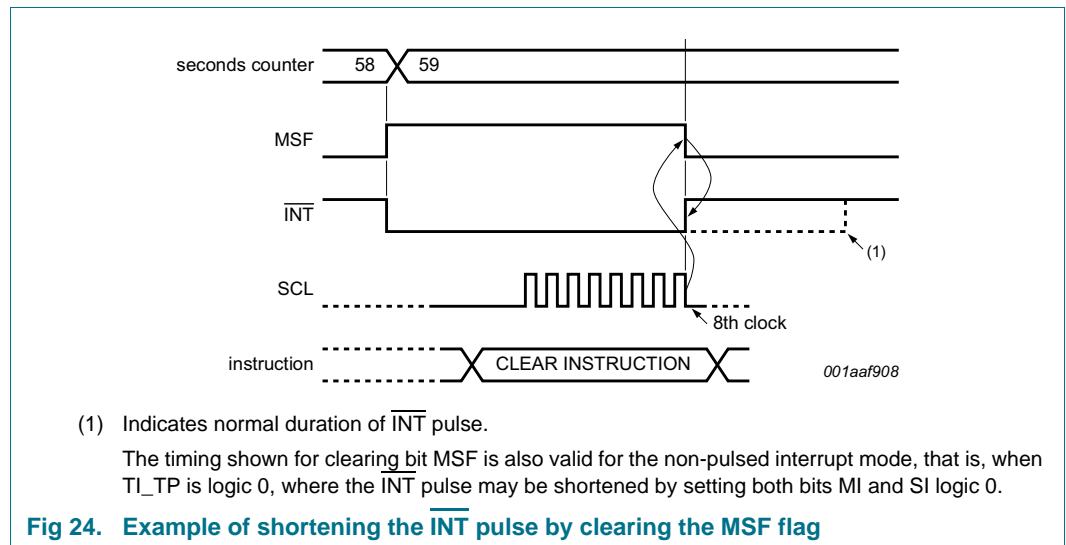 seconds counter 58 59
MSF
INT
(1)
SCL
8th clock
instruction CLEAR INSTRUCTION
001aaf908
(1) Indicates normal duration of INT pulse.
The timing shown for clearing bit MSF is also valid for the non-pulsed interrupt mode, that is, when
TI_TP is logic 0, where the INT pulse may be shortened by setting both bits MI and SI logic 0.
Fig 24. Example of shortening the INT pulse by clearing the MSF flag